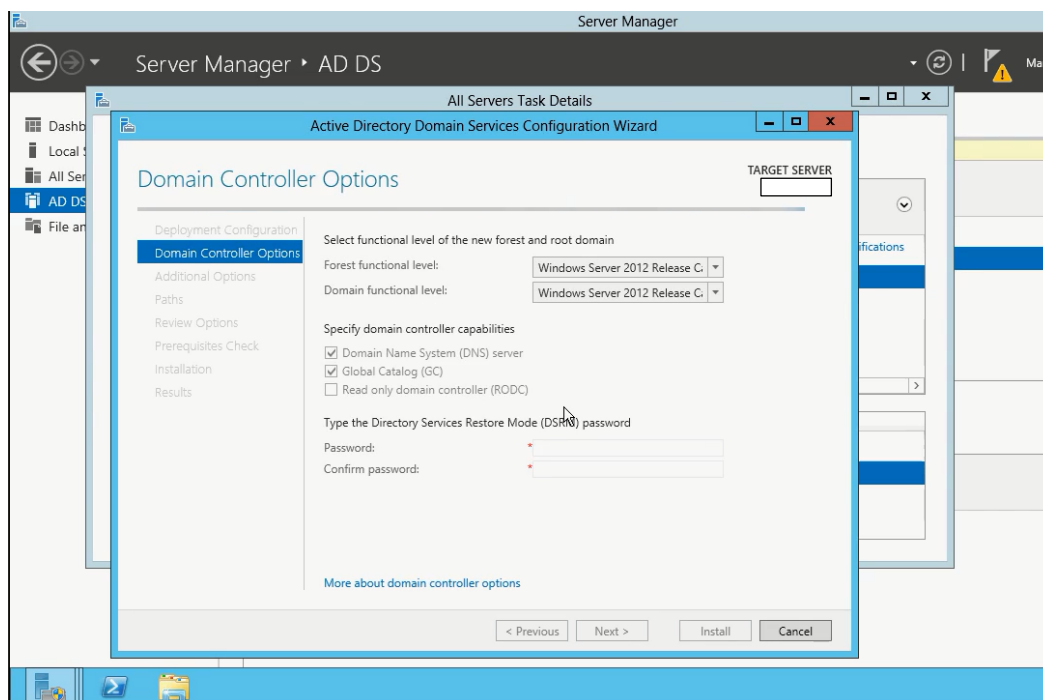 Server Manager
Server Manager ‣ AD DS
Ma
All Servers Task Details
Active Directory Domain Services Configuration Wizard
Dashb
Local S
All Ser
AD DS
File an
Domain Controller Options
TARGET SERVER
Deployment Configuration
Domain Controller Options
Additional Options
Paths
Review Options
Prerequisites Check
Installation
Results
Select functional level of the new forest and root domain
Forest functional level:
Windows Server 2012 Release C
Domain functional level:
Windows Server 2012 Release C
Specify domain controller capabilities
Domain Name System (DNS) server
Global Catalog (GC)
Read only domain controller (RODC)
Type the Directory Services Restore Mode (DSRM) password
Password: *
Confirm password: *
More about domain controller options
ifications
< Previous
Next >
Install
Cancel